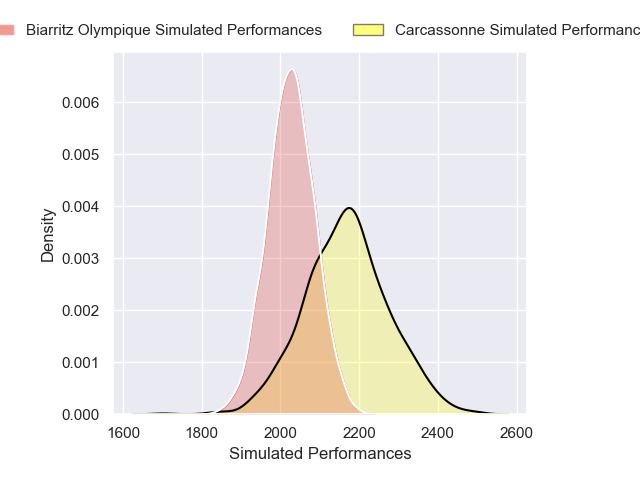 Biarritz Olympique Simulated Performances
Carcassonne Simulated Performanc
0.006
0.005
0.004
0.003
0.002
0.001
0.000
Density
1600 1800 2000 2200 2400 2600
Simulated Performances